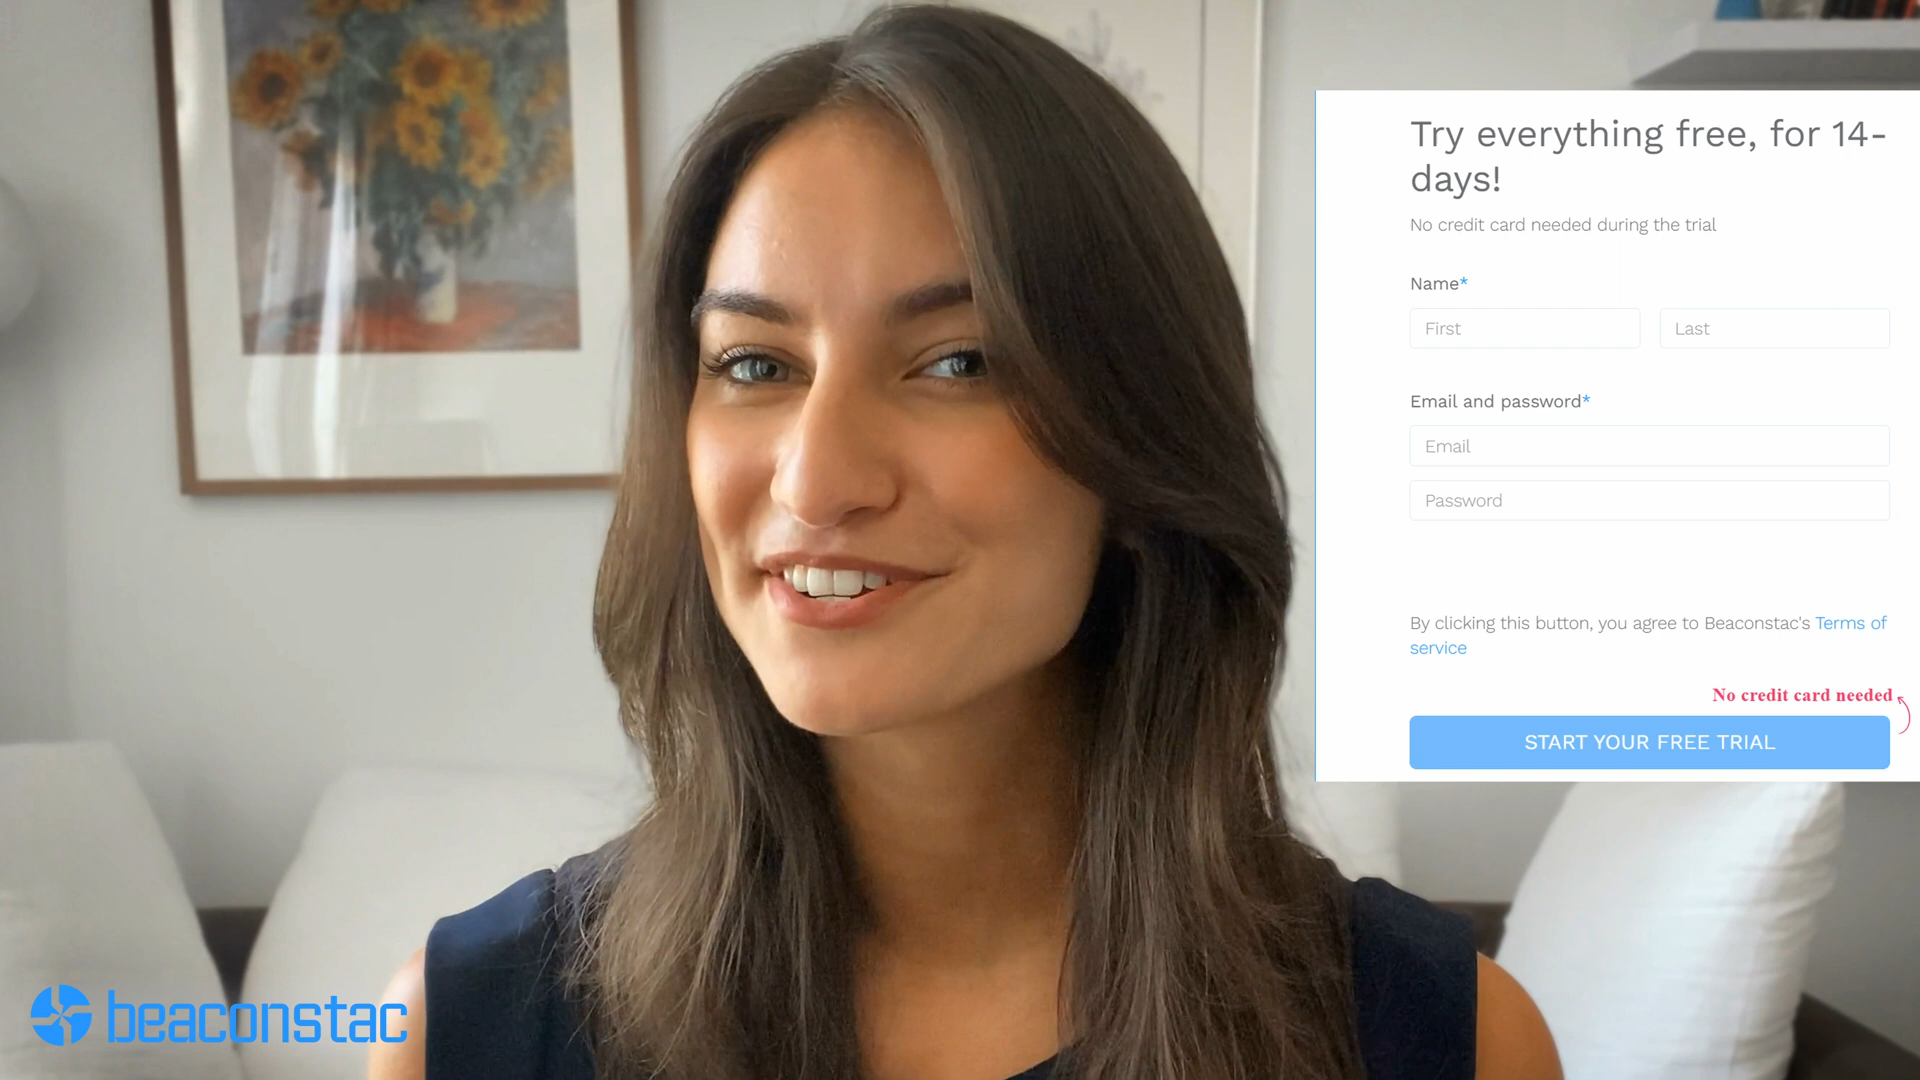 Try everything free, for 14-
days!
No credit card needed during the trial
Name*
First Last
Email and password*
Email
Password
By clicking this button, you agree to Beaconstac's Terms of
service
No credit card needed
START YOUR FREE TRIAL
beaconstac